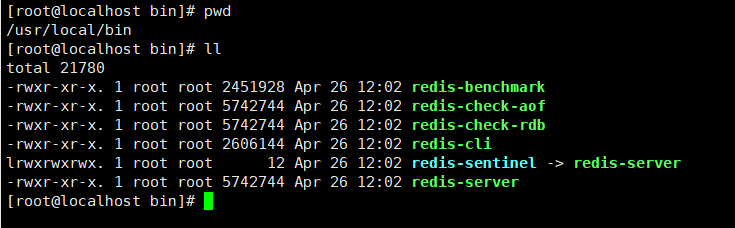 [root@localhost bin]# pwd
/usr/local/bin
[root@localhost bin]# ll
total 21780
-rwxr-xr-x. 1 root root 2451928 Apr 26 12:02 redis-benchmark
-rwxr-xr-x. 1 root root 5742744 Apr 26 12:02 redis-check-aof
-rwxr-xr-x. 1 root root 5742744 Apr 26 12:02 redis-check-rdb
-rwxr-xr-x. 1 root root 2606144 Apr 26 12:02 redis-cli
lrwxrwxrwx. 1 root root      12 Apr 26 12:02 redis-sentinel -> redis-server
-rwxr-xr-x. 1 root root 5742744 Apr 26 12:02 redis-server
[root@localhost bin]#